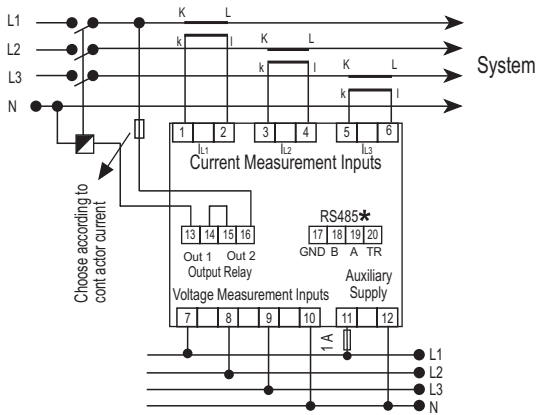 K L
L1
L2
K L
L3
K L
System
k l
k l
k l
N
1 2 3 4 5 6
IL1 IL2 IL3
Current Measurement Inputs
Choose according to
cont actor current
RS485*
13 14 15 16
17 18 19 20
GND B A TR
Out 1 Out 2
Output Relay
Auxiliary
Supply
Voltage Measurement Inputs
7 8 9 10 11 12
1 A
L1
L2
L3
N